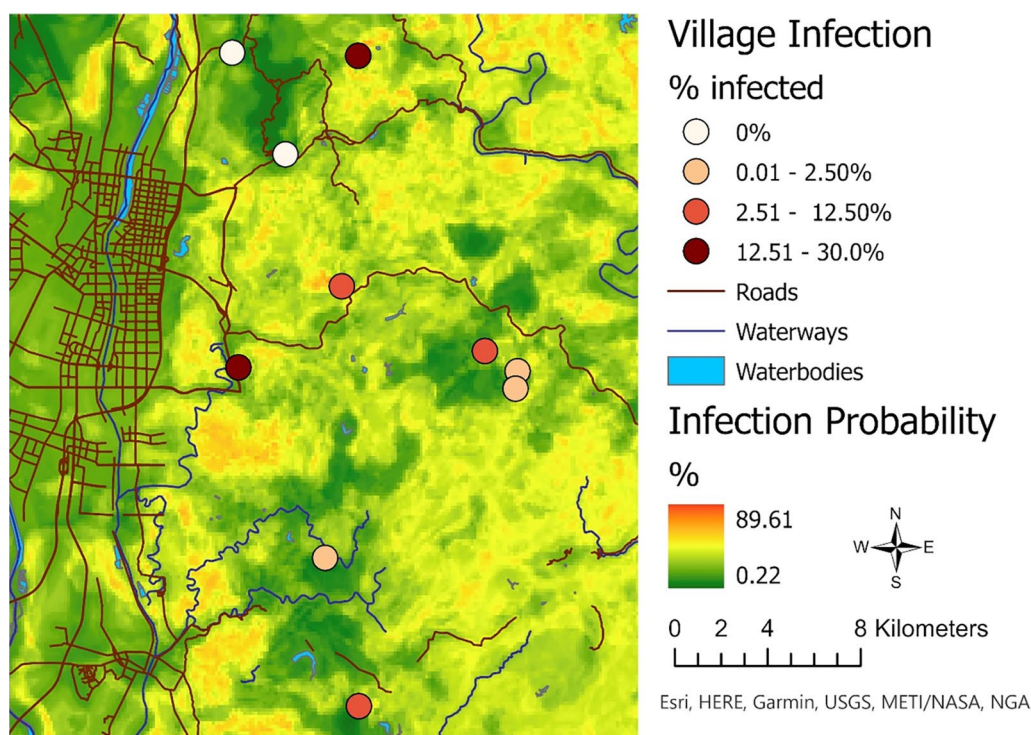 Village Infection
% infected
0%
0.01 - 2.50%
2.51 - 12.50%
12.51 - 30.0%
Roads
Waterways
Waterbodies
Infection Probability
%
89.61
0.22
N
W E
S
0 2 4 8 Kilometers
Esri, HERE, Garmin, USGS, METI/NASA, NGA